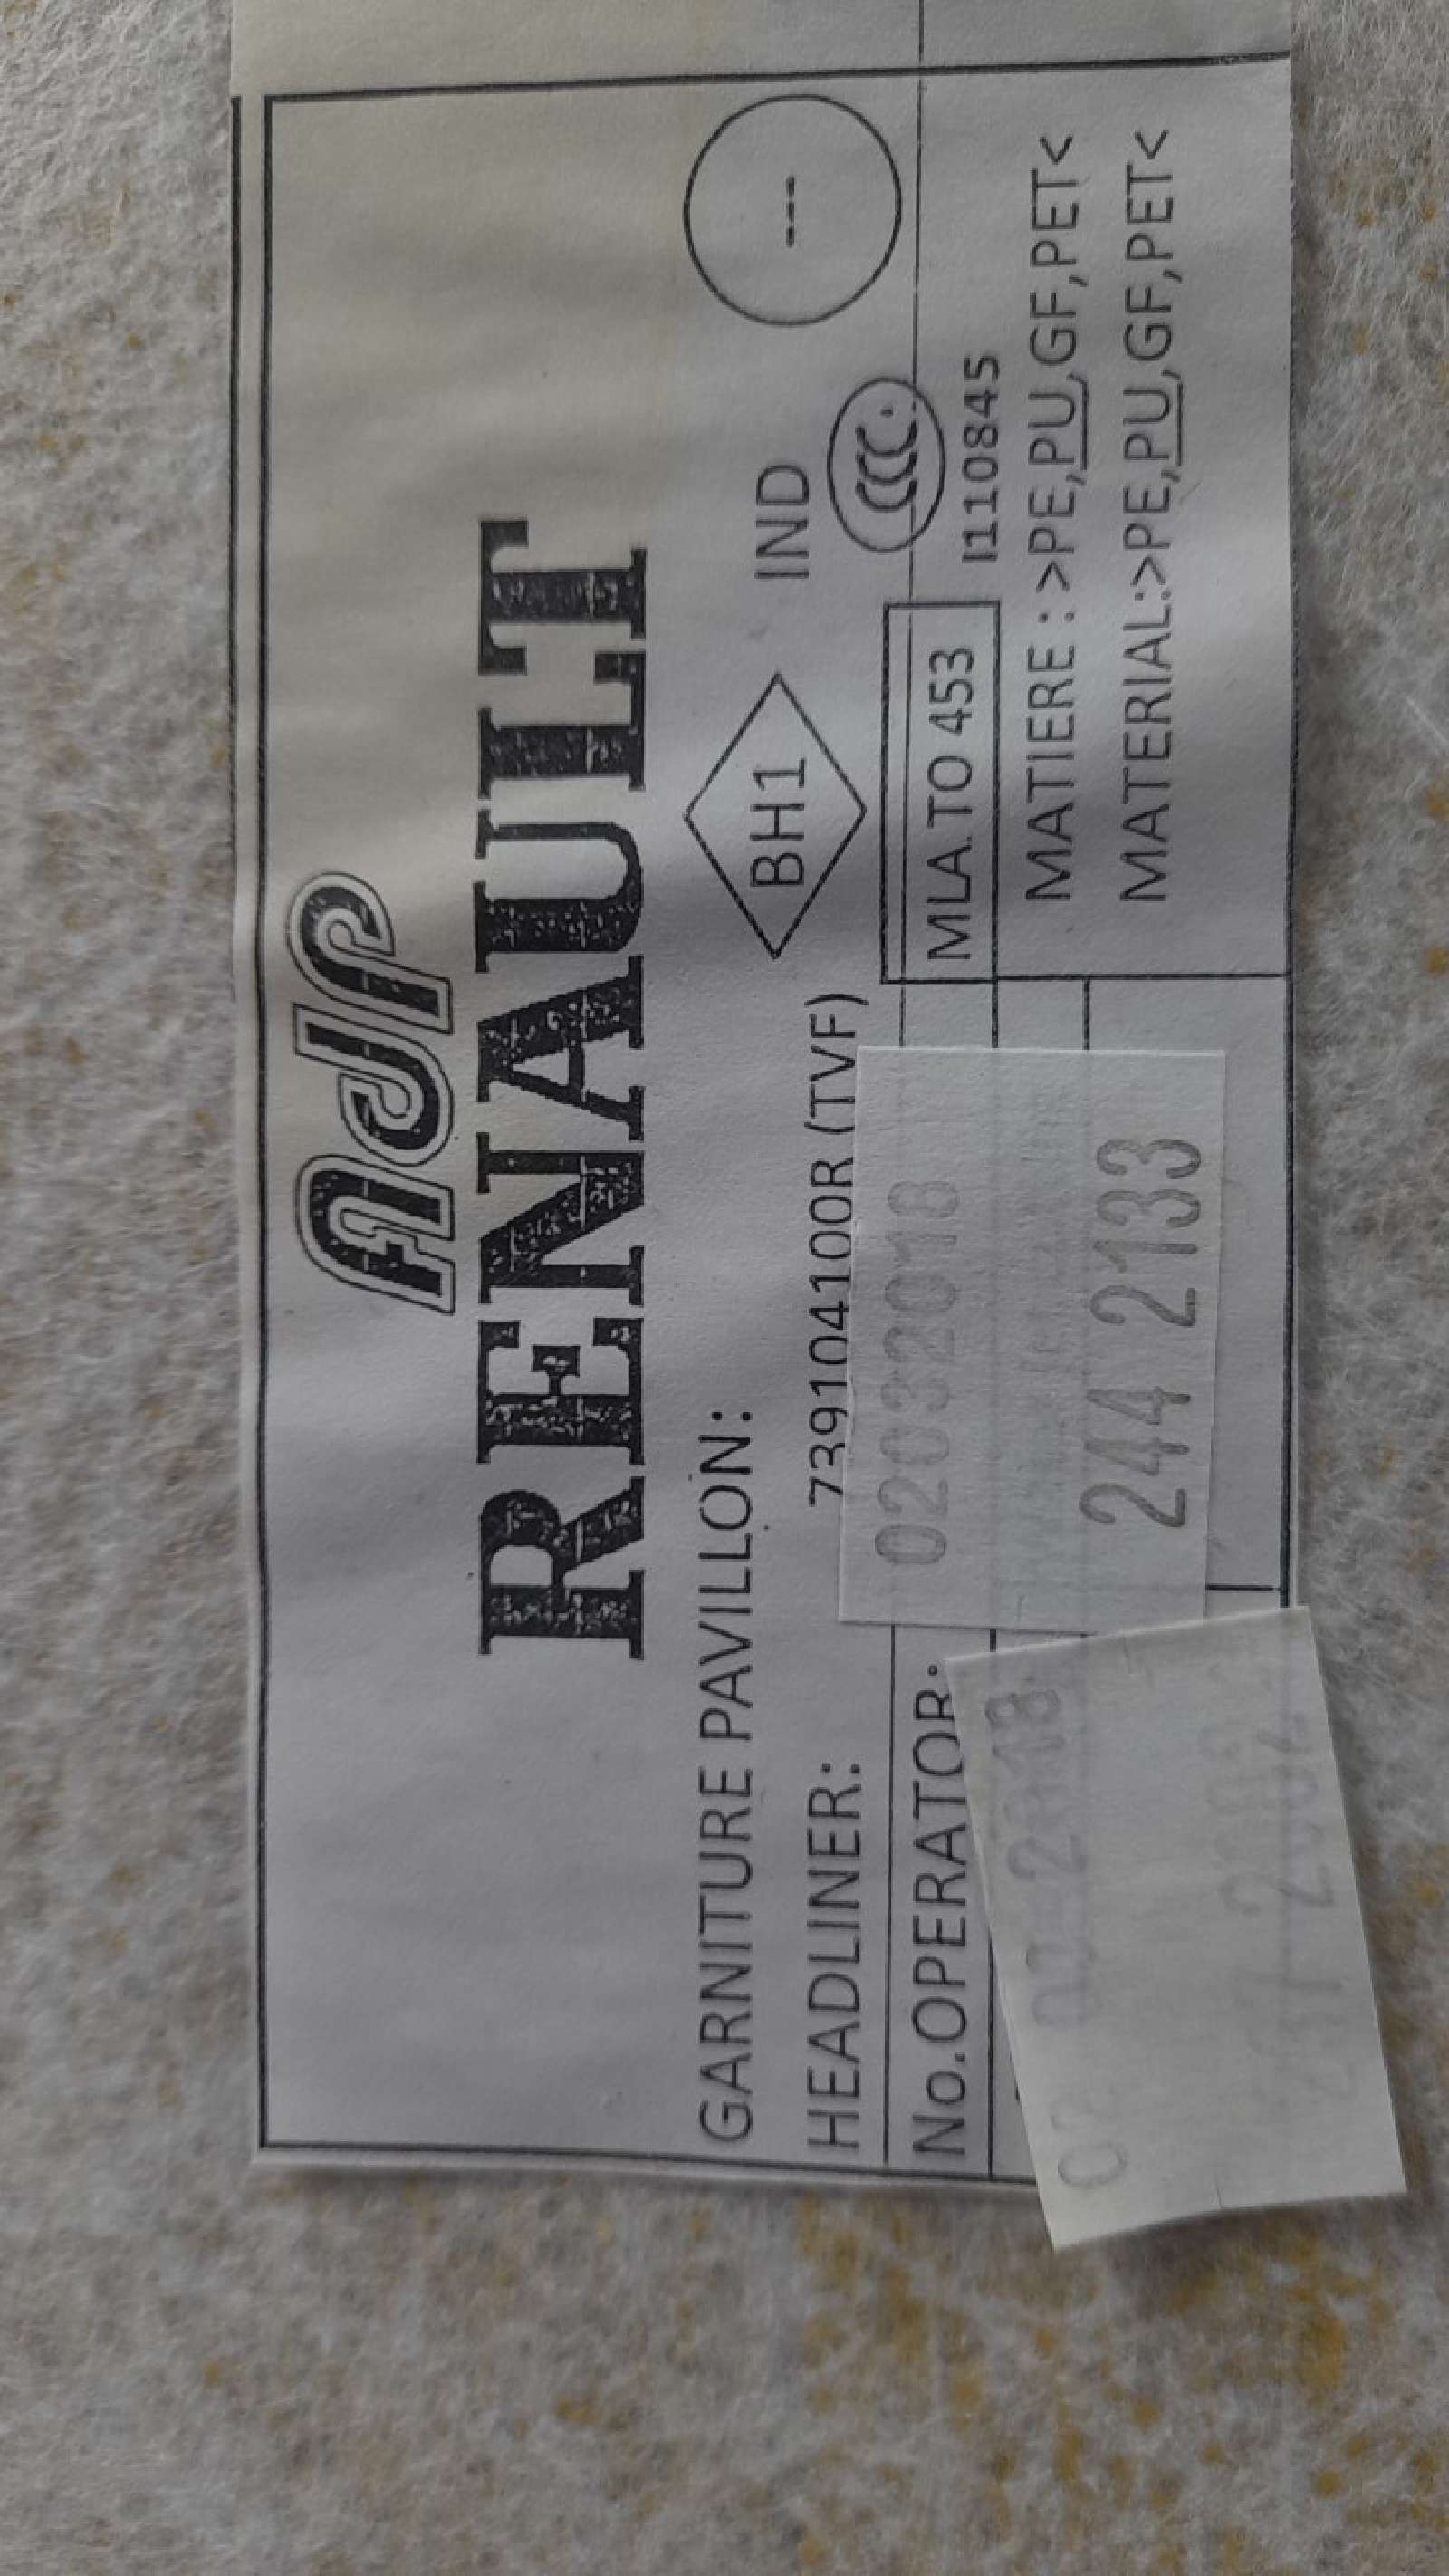 RENAULT
GARNITURE PAVILLON:
HEADLINER:
739104100R (TVF)
BH1
IND
---
No.OPERATOR:
MLA.TO 453
I110845
MATIERE : >PE,PU,GF,PET<
MATERIAL:>PE,PU,GF,PET<
02032018
244 2133